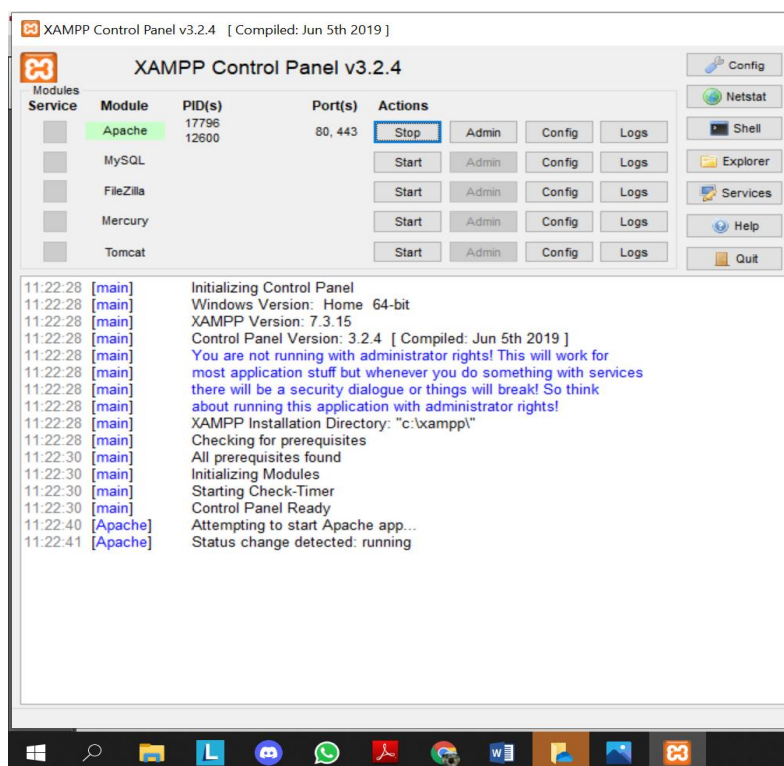 XAMPP Control Panel v3.2.4 [ Compiled: Jun 5th 2019 ]
XAMPP Control Panel v3.2.4
Config
Modules
Service Module PID(s) Port(s) Actions
Netstat
Apache 17796 12600 80, 443 Stop Admin Config Logs
Shell
MySQL Start Admin Config Logs
Explorer
FileZilla Start Admin Config Logs
Services
Mercury Start Admin Config Logs
Help
Tomcat Start Admin Config Logs
Quit
11:22:28 [main] Initializing Control Panel
11:22:28 [main] Windows Version: Home 64-bit
11:22:28 [main] XAMPP Version: 7.3.15
11:22:28 [main] Control Panel Version: 3.2.4 [ Compiled: Jun 5th 2019 ]
11:22:28 [main] You are not running with administrator rights! This will work for
11:22:28 [main] most application stuff but whenever you do something with services
11:22:28 [main] there will be a security dialogue or things will break! So think
11:22:28 [main] about running this application with administrator rights!
11:22:28 [main] XAMPP Installation Directory: "c:\xampp\"
11:22:28 [main] Checking for prerequisites
11:22:30 [main] All prerequisites found
11:22:30 [main] Initializing Modules
11:22:30 [main] Starting Check-Timer
11:22:30 [main] Control Panel Ready
11:22:40 [Apache] Attempting to start Apache app...
11:22:41 [Apache] Status change detected: running